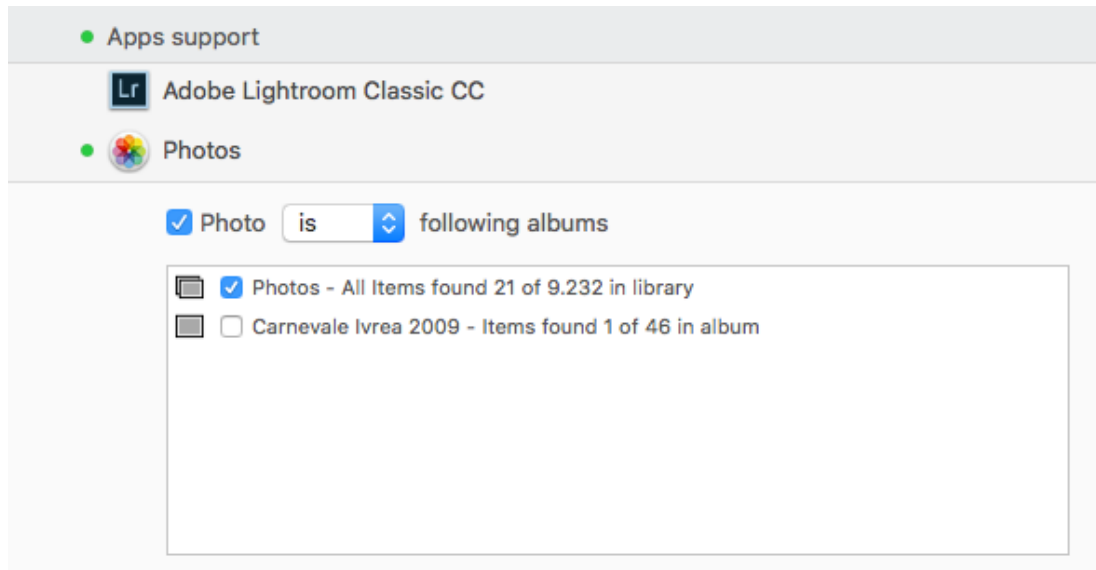 Apps support
Lr Adobe Lightroom Classic CC
Photos
Photo is following albums
Photos - All Items found 21 of 9.232 in library
Carnevale Ivrea 2009 - Items found 1 of 46 in album